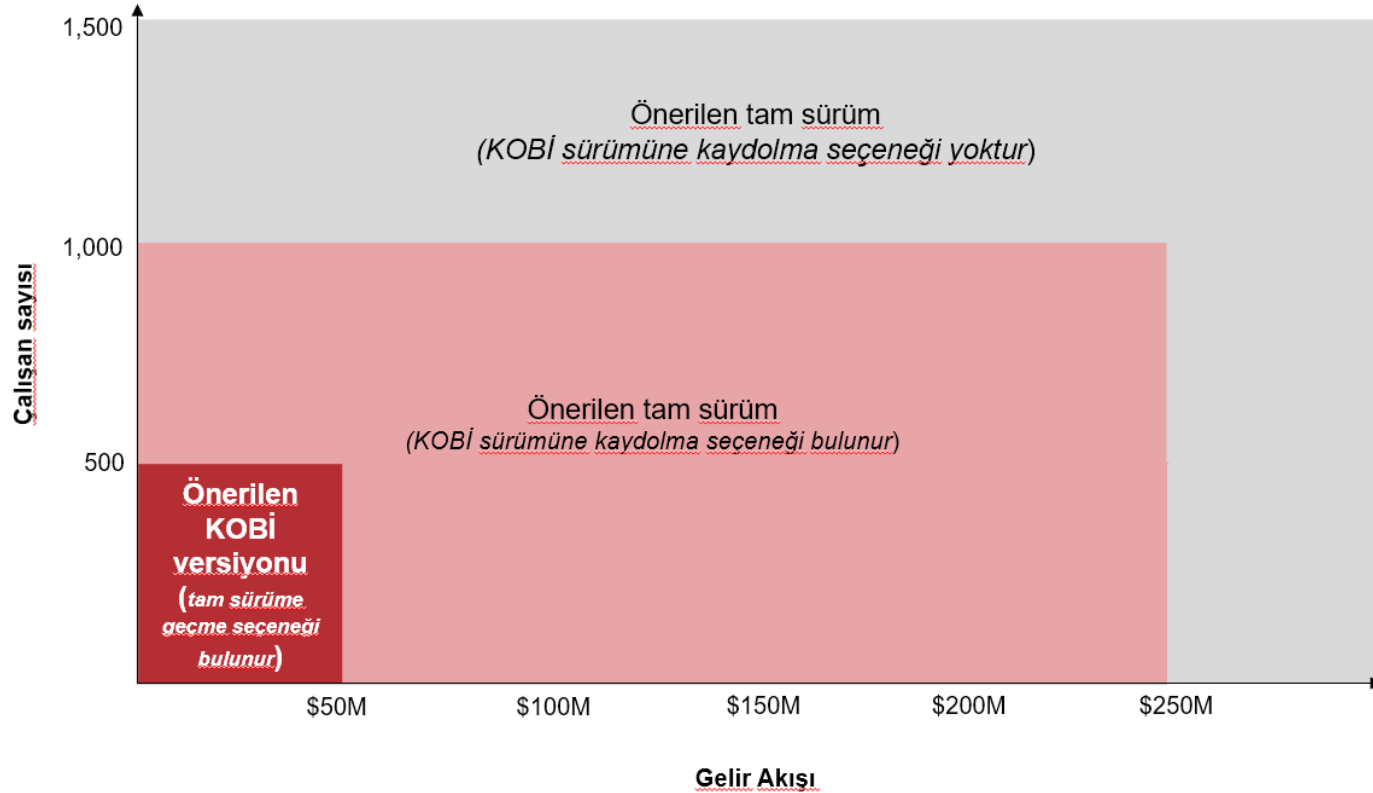 1,500
Önerilen tam sürüm
(KOBİ sürümüne kaydolma seçeneği yoktur)
1,000
Çalışan sayısı
Önerilen tam sürüm
(KOBİ sürümüne kaydolma seçeneği bulunur)
500
Önerilen
KOBİ
versiyonu
(tam sürüme
geçme seçeneği
bulunur)
$50M
$100M
$150M
$200M
$250M
Gelir Akışı